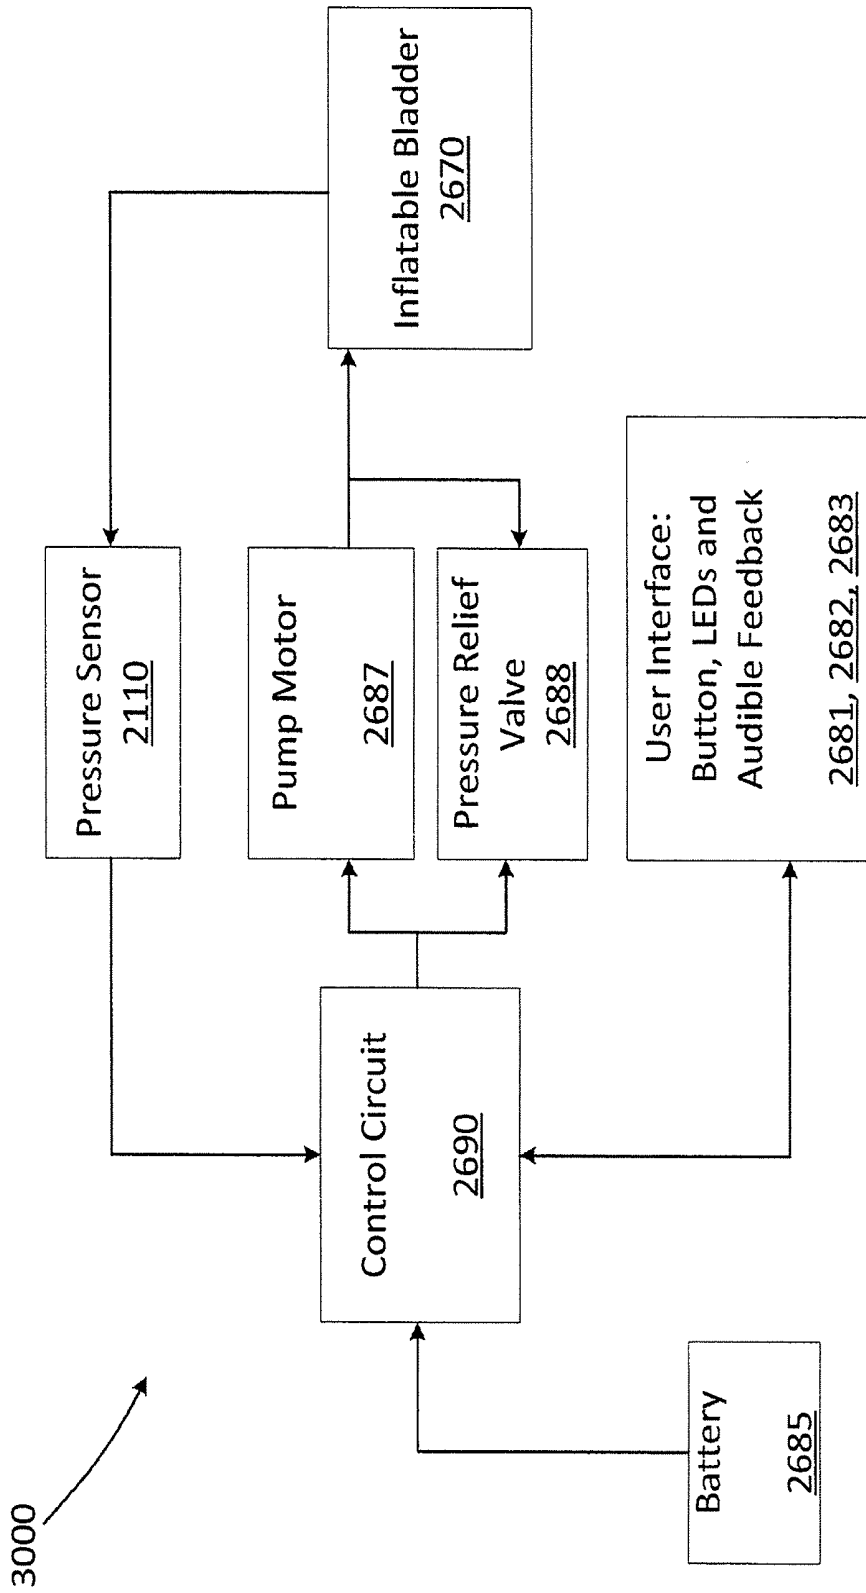 3000
Pressure Sensor
2110
Pump Motor
2687
Pressure Relief
Valve
2688
Inflatable Bladder
2670
Control Circuit
2690
Battery
2685
User Interface:
Button, LEDs and
Audible Feedback
2681, 2682, 2683